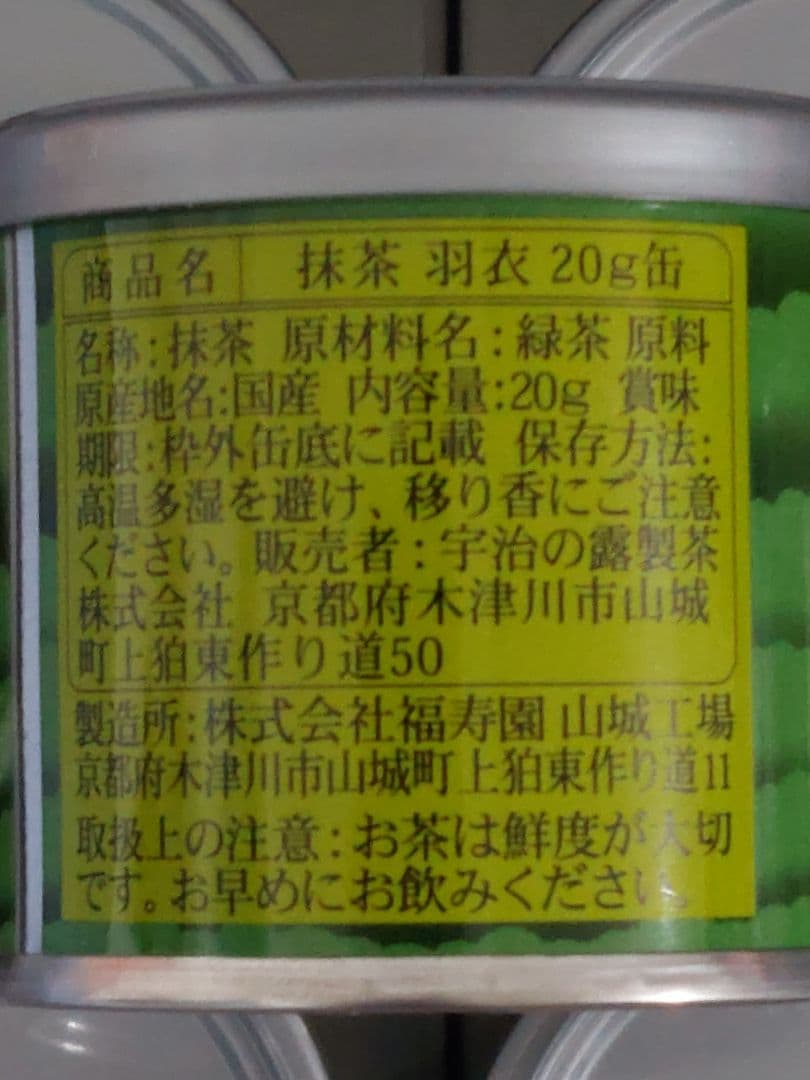 商品名 抹茶 羽衣 20g缶
名称:抹茶 原材料名:緑茶 原料
原産地名:国産 内容量:20g 賞味
期限:枠外缶底に記載 保存方法:
高温多湿を避け、移り香にご注意
ください。販売者:宇治の露製茶
株式会社 京都府木津川市山城
町上狛東作り道50
製造所:株式会社福寿園 山城工場
京都府木津川市山城町上狛東作り道11
取扱上の注意:お茶は鮮度が大切
です。お早めにお飲みください。